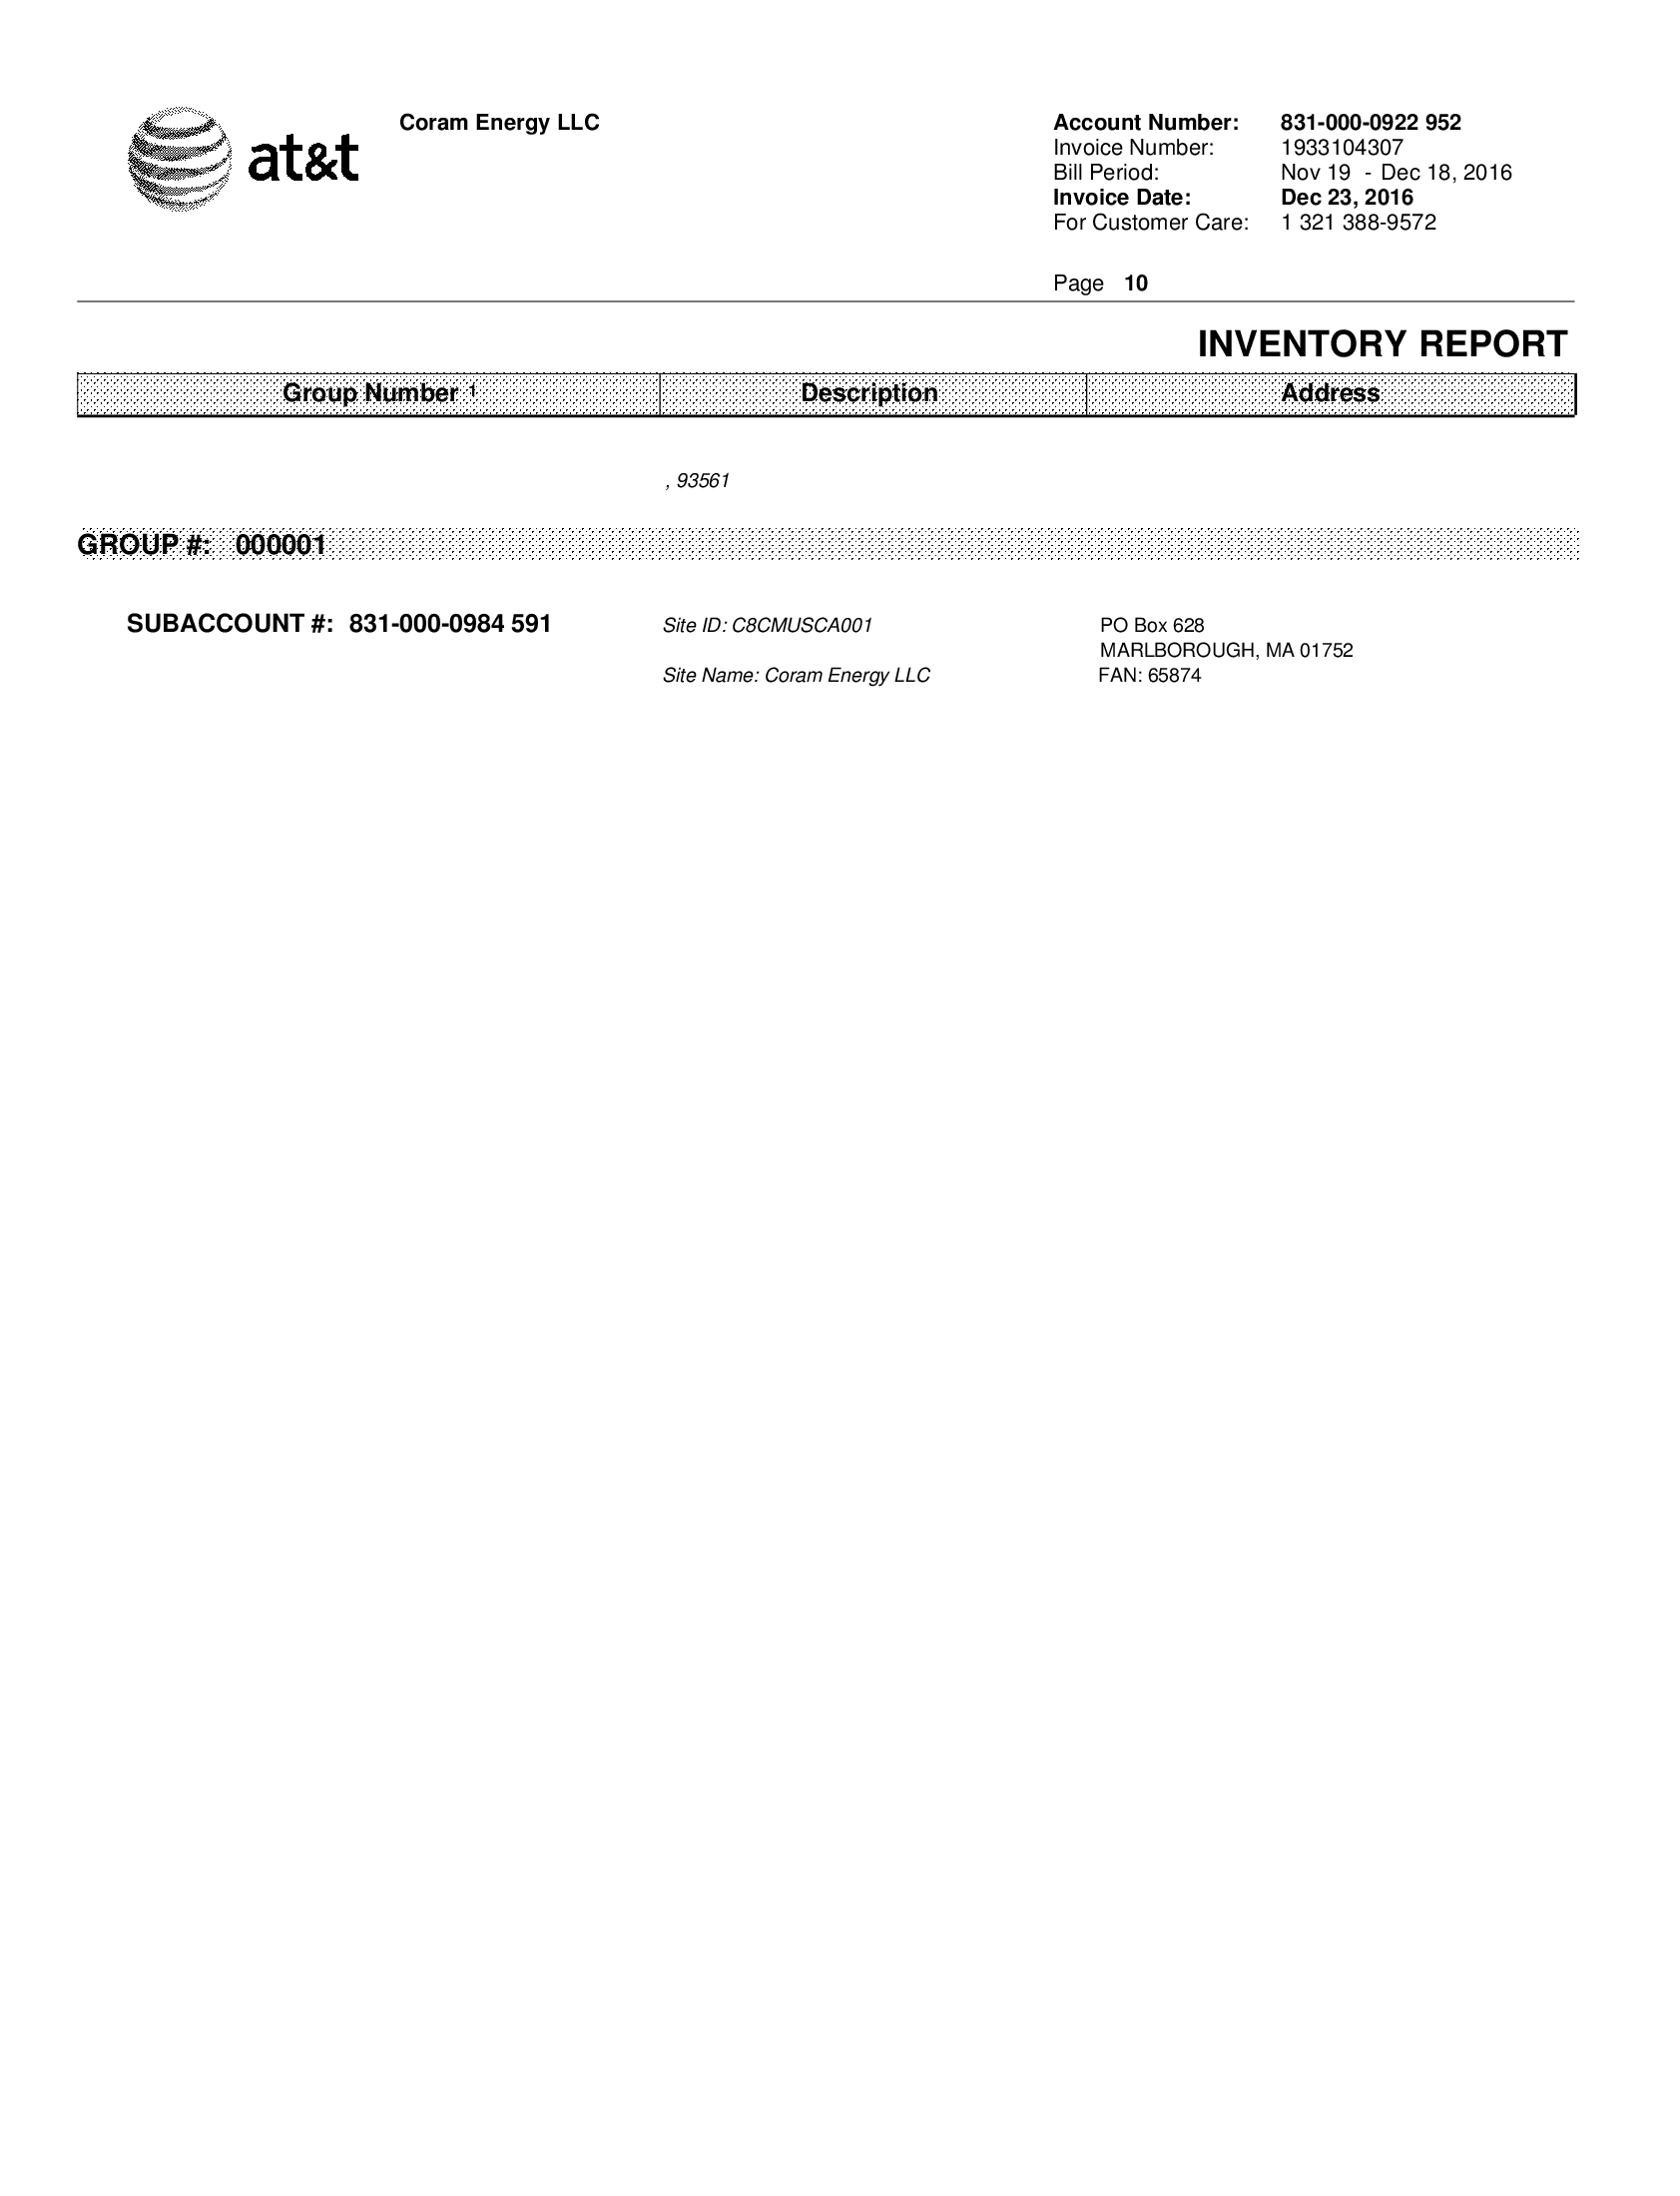 at&t
Coram Energy LLC
Account Number: 831-000-0922 952
Invoice Number: 1933104307
Bill Period: Nov 19 - Dec 18, 2016
Invoice Date: Dec 23, 2016
For Customer Care: 1 321 388-9572
Page 10
INVENTORY REPORT
Group Number 1 Description Address
, 93561
GROUP #: 000001
SUBACCOUNT #: 831-000-0984 591 Site ID: C8CMUSCA001 PO Box 628
MARLBOROUGH, MA 01752
Site Name: Coram Energy LLC FAN: 65874